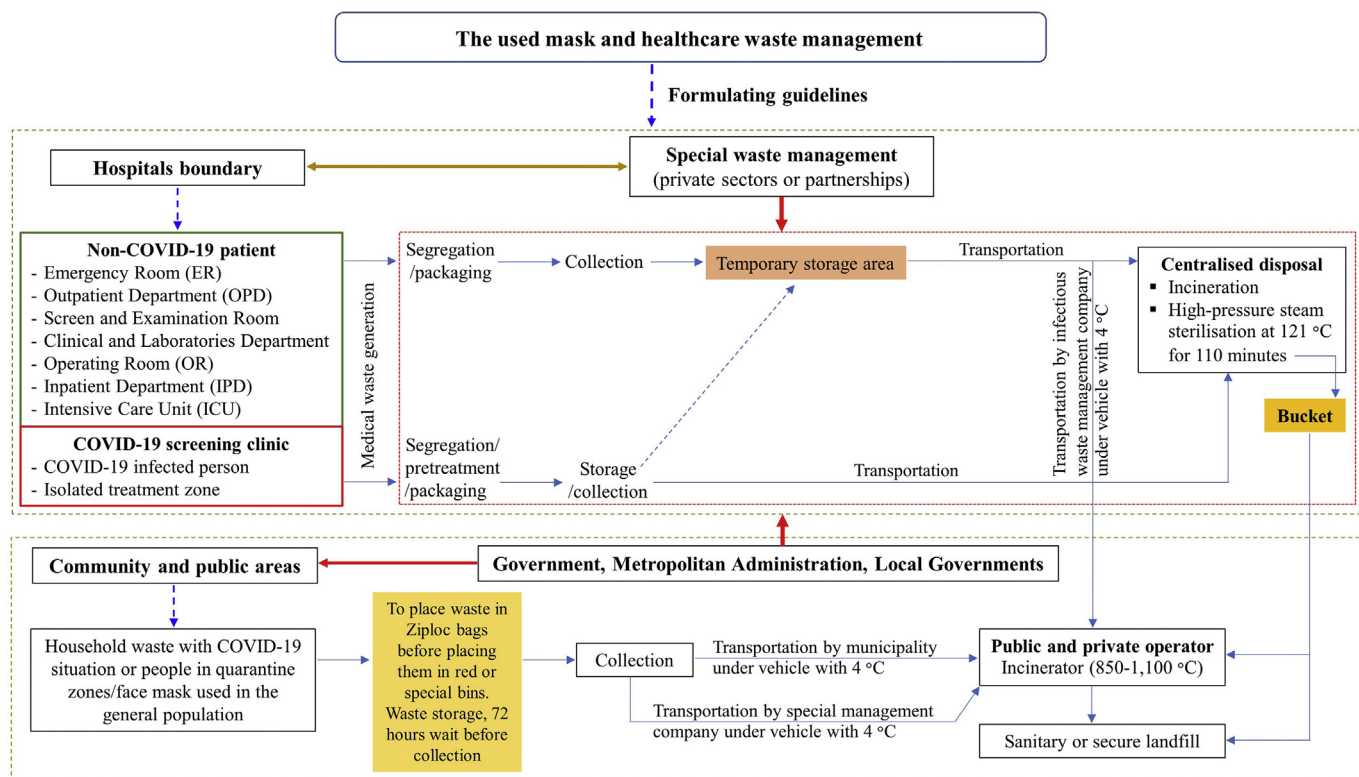 The used mask and healthcare waste management
Formulating guidelines
Hospitals boundary
Special waste management
(private sectors or partnerships)
Non-COVID-19 patient
- Emergency Room (ER)
- Outpatient Department (OPD)
- Screen and Examination Room
- Clinical and Laboratories Department
- Operating Room (OR)
- Inpatient Department (IPD)
- Intensive Care Unit (ICU)
COVID-19 screening clinic
- COVID-19 infected person
- Isolated treatment zone
Medical waste generation
Segregation
/packaging
Collection
Temporary storage area
Transportation
Segregation/
pretreatment
/packaging
Storage
/collection
Transportation
Transportation by infectious
waste management company
under vehicle with 4 °C
Centralised disposal
▪ Incineration
▪ High-pressure steam
sterilisation at 121 °C
for 110 minutes
Bucket
Government, Metropolitan Administration, Local Governments
Community and public areas
Household waste with COVID-19
situation or people in quarantine
zones/face mask used in the
general population
To place waste in
Ziploc bags
before placing
them in red or
special bins.
Waste storage, 72
hours wait before
collection
Collection
Transportation by municipality
under vehicle with 4 °C
Transportation by special management
company under vehicle with 4 °C
Public and private operator
Incinerator (850-1,100 °C)
Sanitary or secure landfill